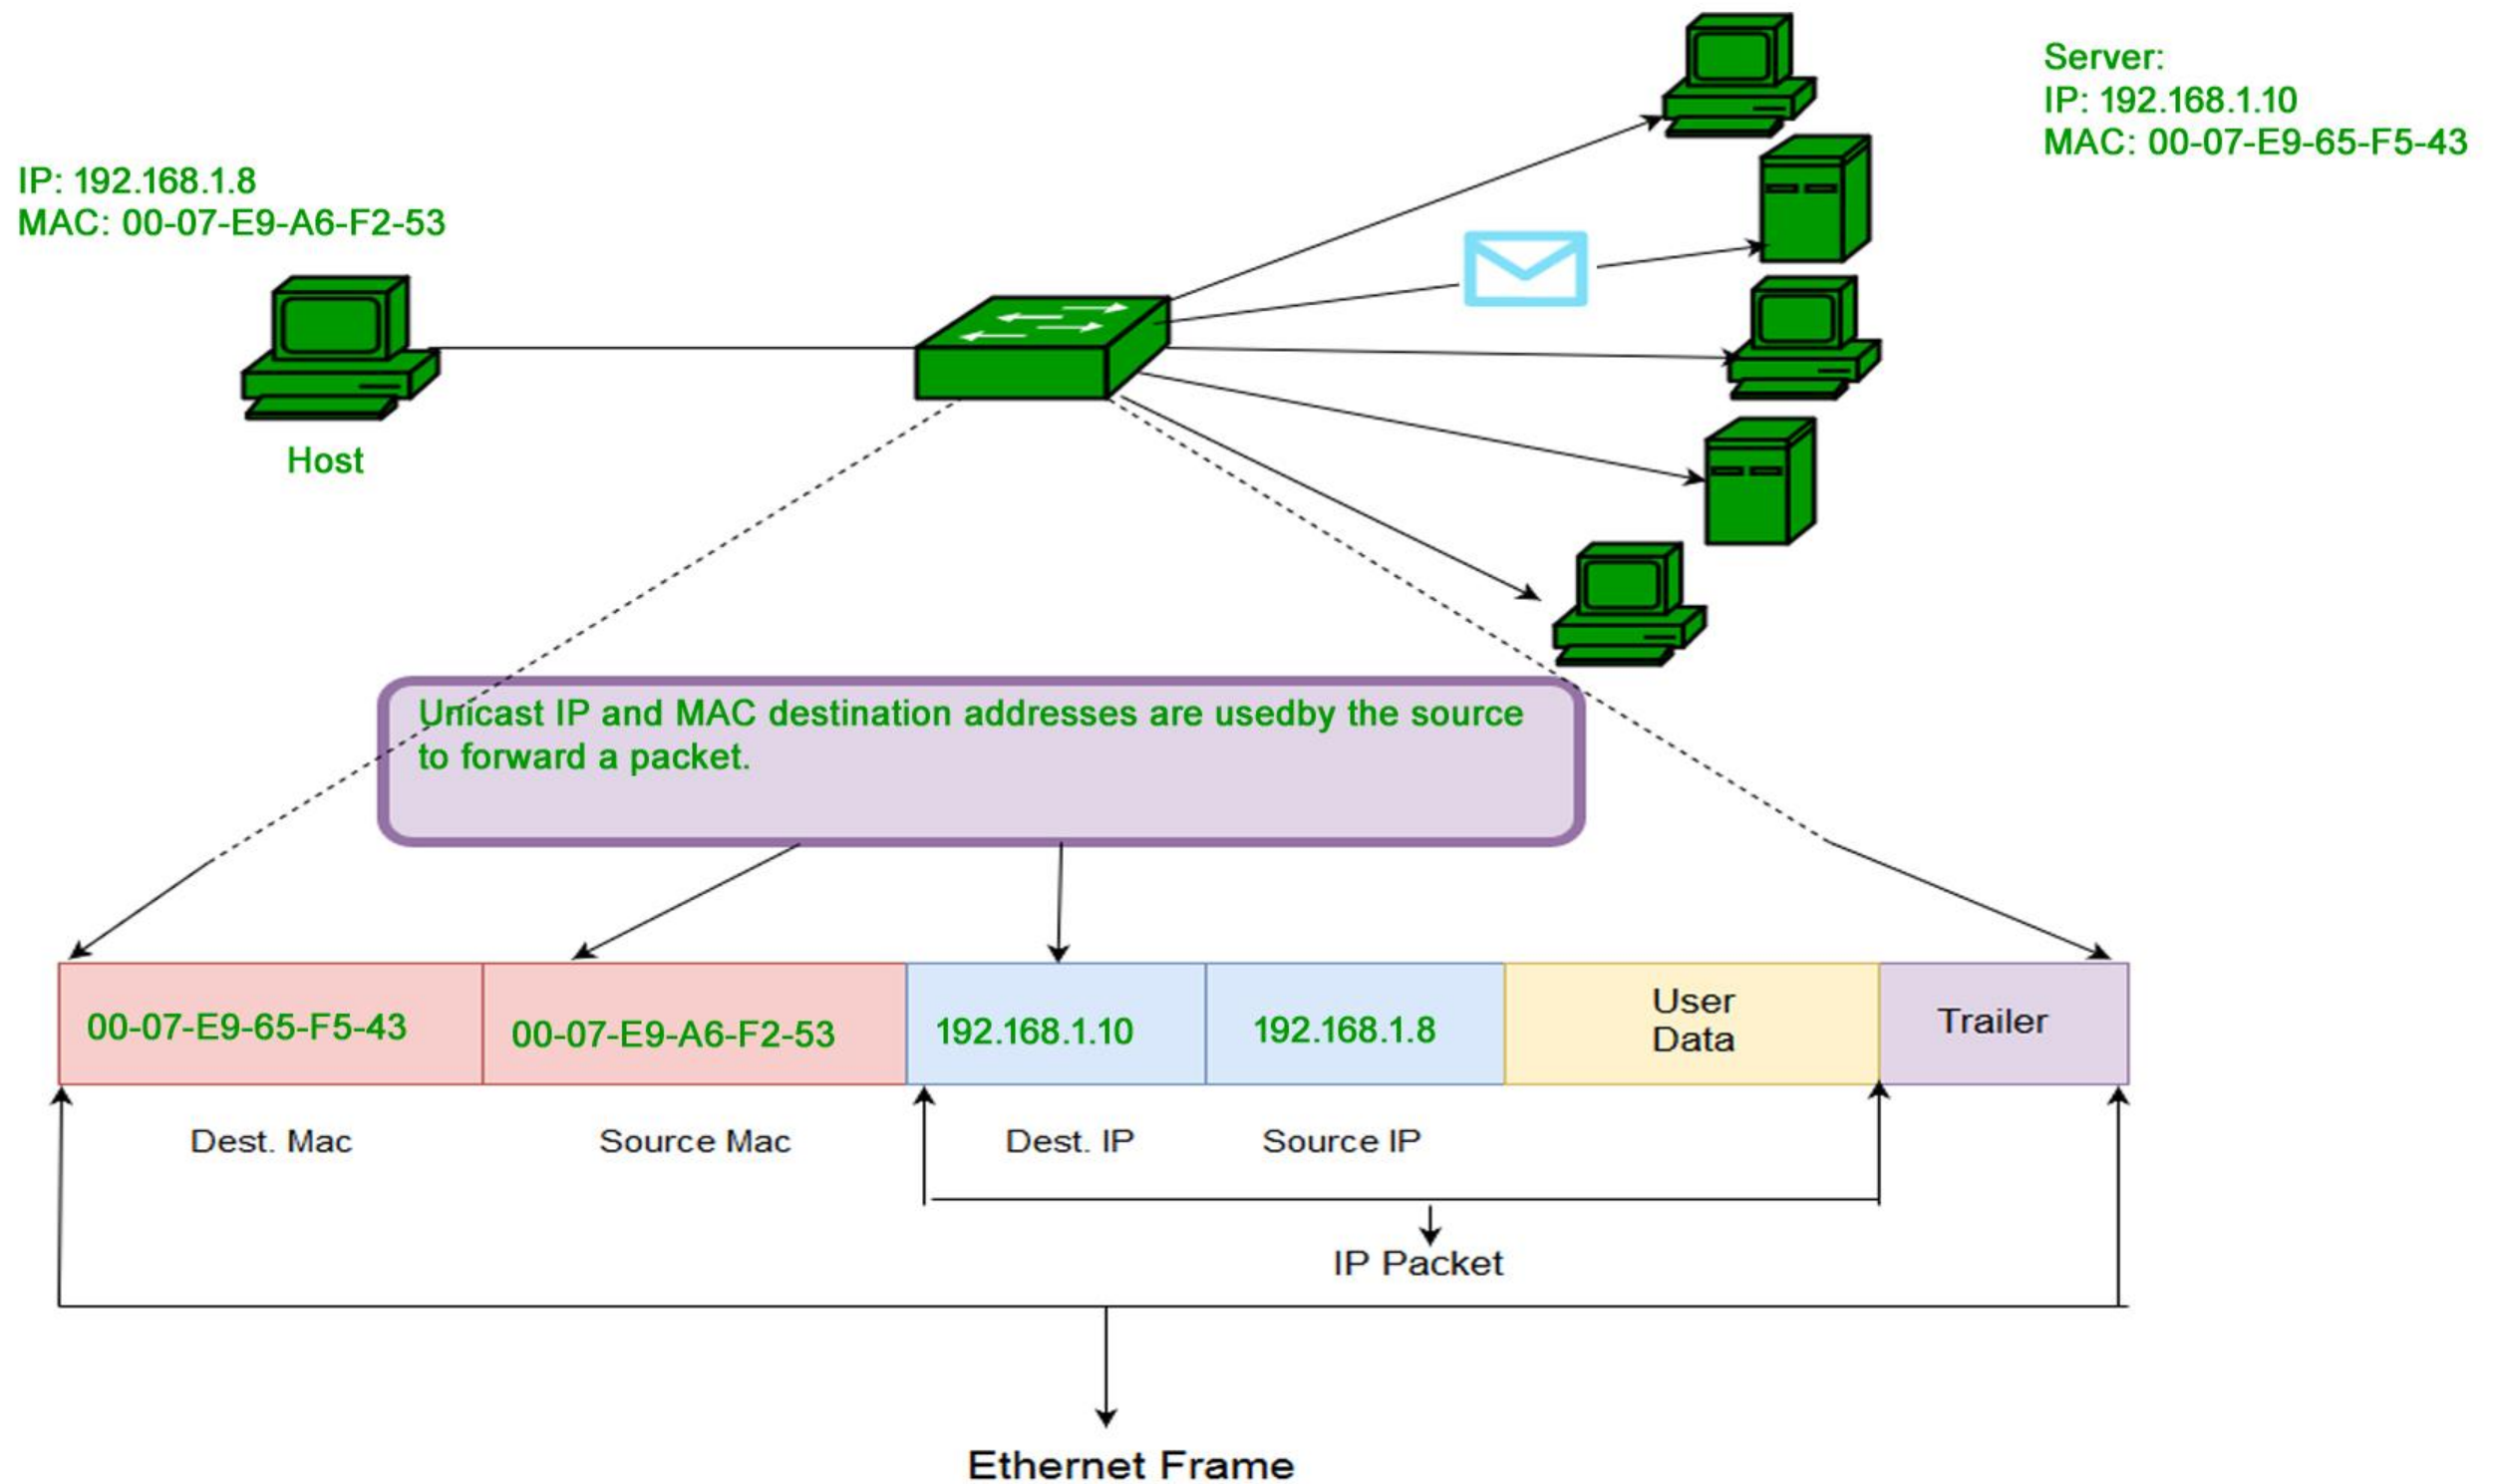 Server:
IP: 192.168.1.10
MAC: 00-07-E9-65-F5-43
IP: 192.168.1.8
MAC: 00-07-E9-A6-F2-53
Host
Unicast IP and MAC destination addresses are usedby the source
to forward a packet.
00-07-E9-65-F5-43
00-07-E9-A6-F2-53
192.168.1.10
192.168.1.8
User
Data
Trailer
Dest. Mac
Source Mac
Dest. IP
Source IP
IP Packet
Ethernet Frame